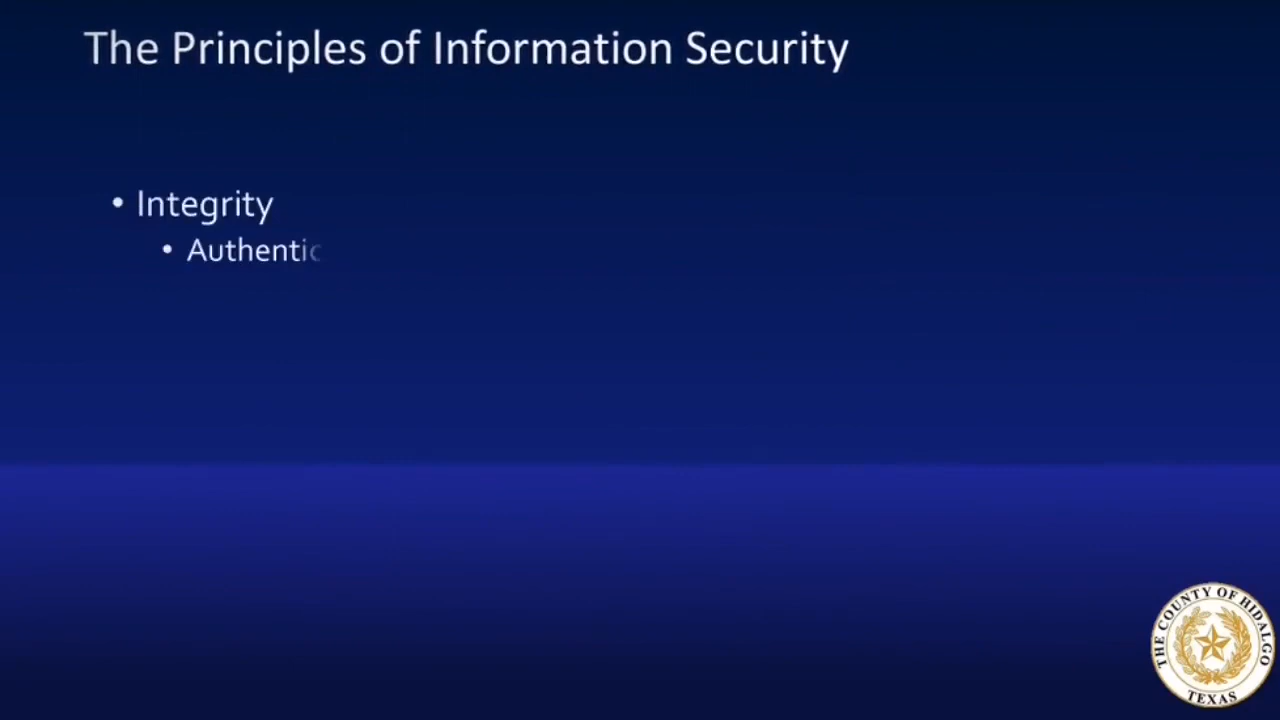 The Principles of Information Security
• Integrity
• Authentic
THE COUNTY OF HIDALGO
TEXAS